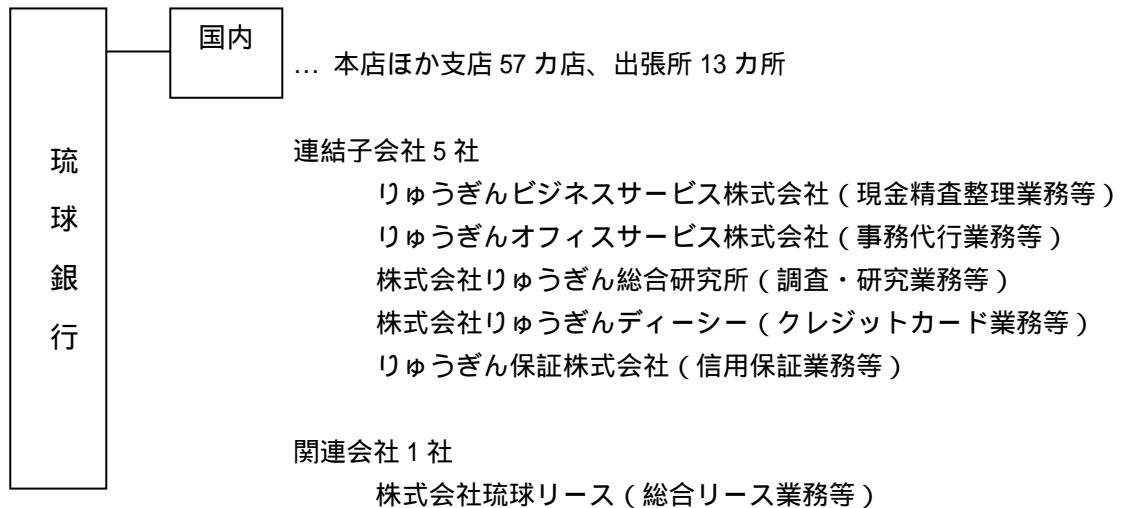 琉球銀行
国内
… 本店ほか支店 57 カ店、出張所 13 カ所
連結子会社 5 社
りゅうぎんビジネスサービス株式会社（現金精査整理業務等）
りゅうぎんオフィスサービス株式会社（事務代行業務等）
株式会社りゅうぎん総合研究所（調査・研究業務等）
株式会社りゅうぎんディーシー（クレジットカード業務等）
りゅうぎん保証株式会社（信用保証業務等）
関連会社 1 社
株式会社琉球リース（総合リース業務等）